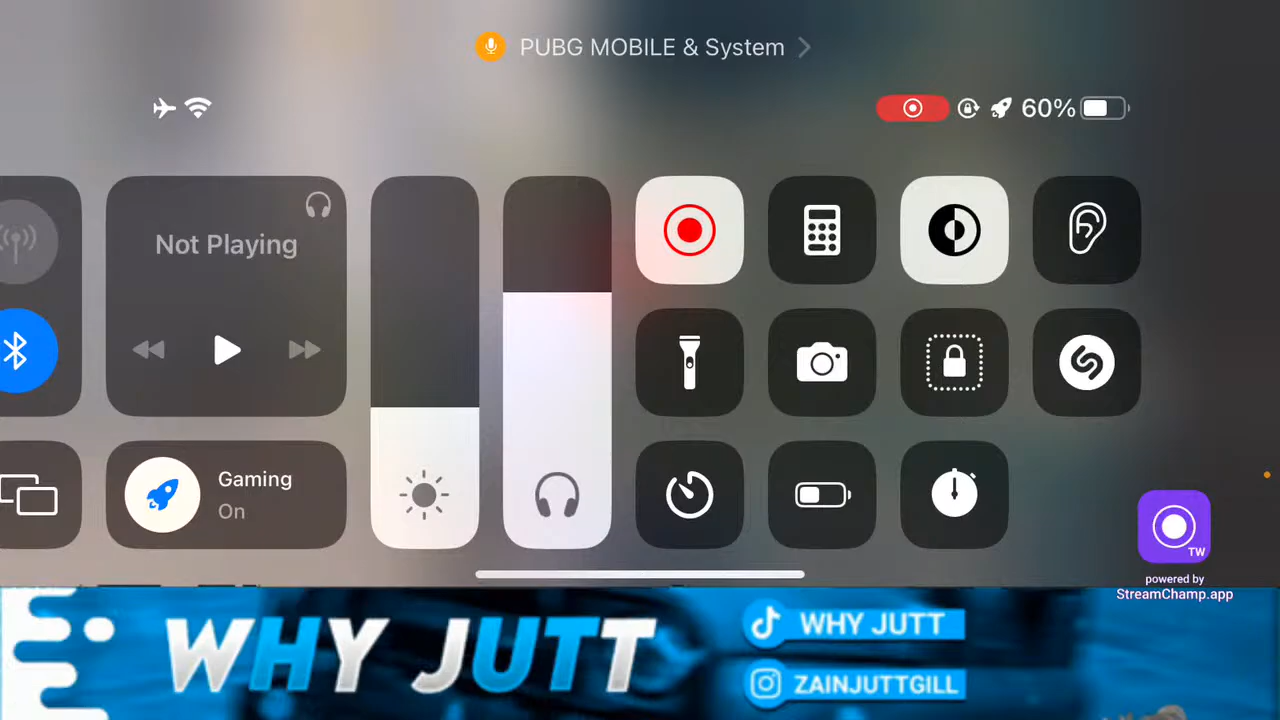 PUBG MOBILE & System
60%
Not Playing
Gaming
On
TW
powered by
StreamChamp.app
WHY JUTT
WHY JUTT
ZAINJUTTGILL